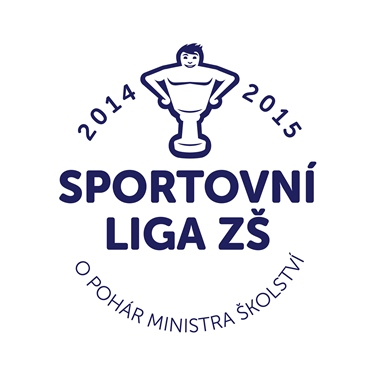 2014 2015
SPORTOVNÍ
LIGA ZŠ
O POHÁR MINISTRA ŠKOLSTVÍ